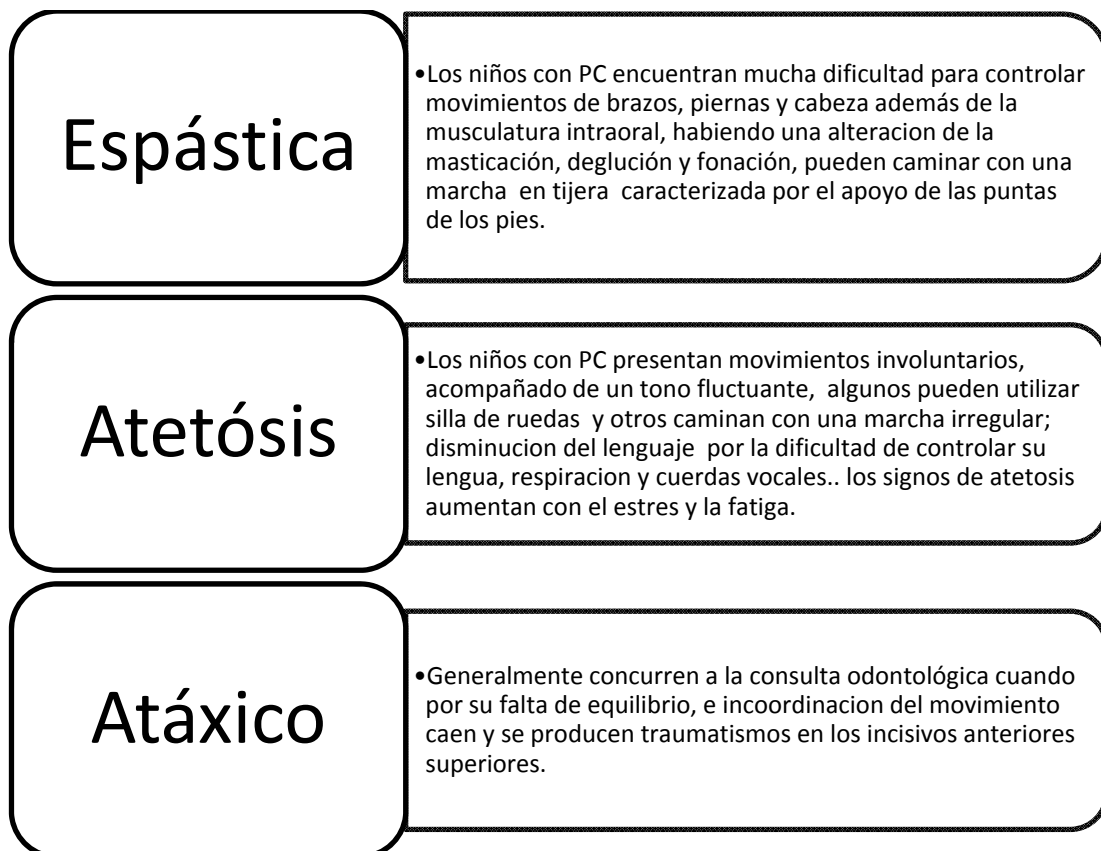 Espástica
•Los niños con PC encuentran mucha dificultad para controlar
movimientos de brazos, piernas y cabeza además de la
musculatura intraoral, habiendo una alteracion de la
masticación, deglución y fonación, pueden caminar con una
marcha en tijera caracterizada por el apoyo de las puntas
de los pies.
Atetósis
•Los niños con PC presentan movimientos involuntarios,
acompañado de un tono fluctuante, algunos pueden utilizar
silla de ruedas y otros caminan con una marcha irregular;
disminucion del lenguaje por la dificultad de controlar su
lengua, respiracion y cuerdas vocales.. los signos de atetosis
aumentan con el estres y la fatiga.
Atáxico
•Generalmente concurren a la consulta odontológica cuando
por su falta de equilibrio, e incoordinacion del movimiento
caen y se producen traumatismos en los incisivos anteriores
superiores.